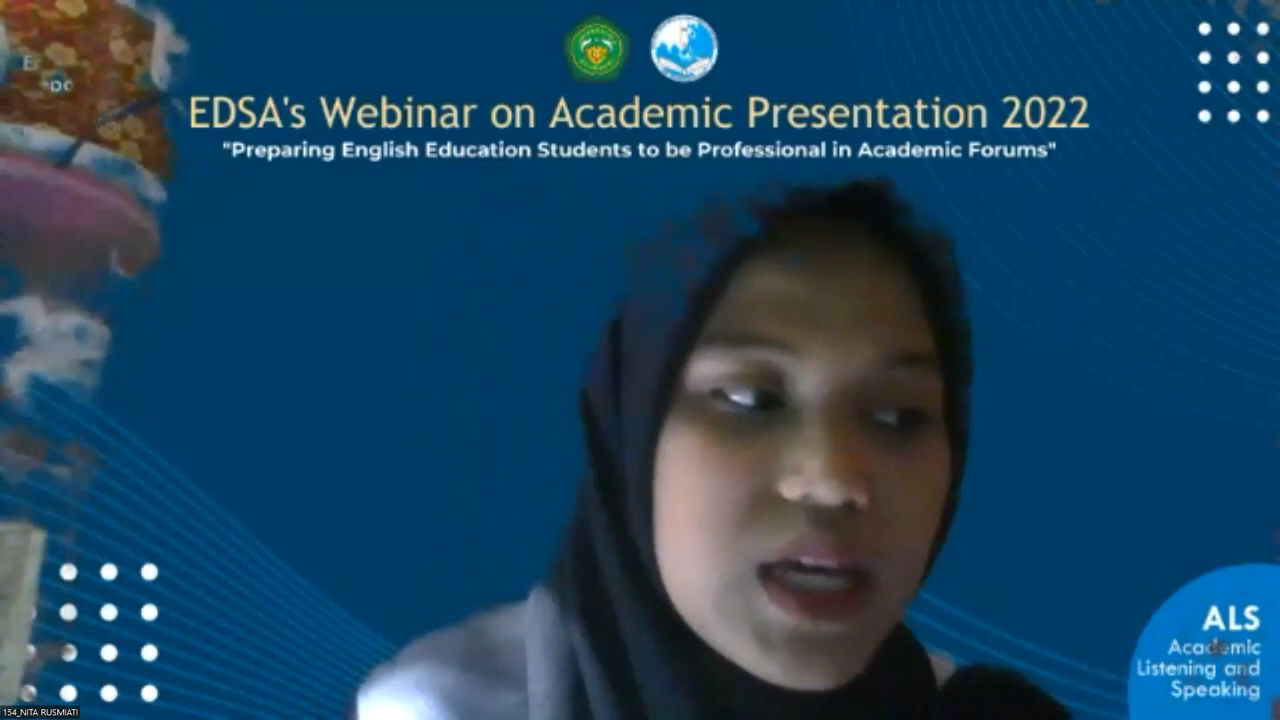 EDSA's Webinar on Academic Presentation 2022
"Preparing English Education Students to be Professional in Academic Forums"
ALS
Academic
Listening and
Speaking
154_NITA RUSMIATI